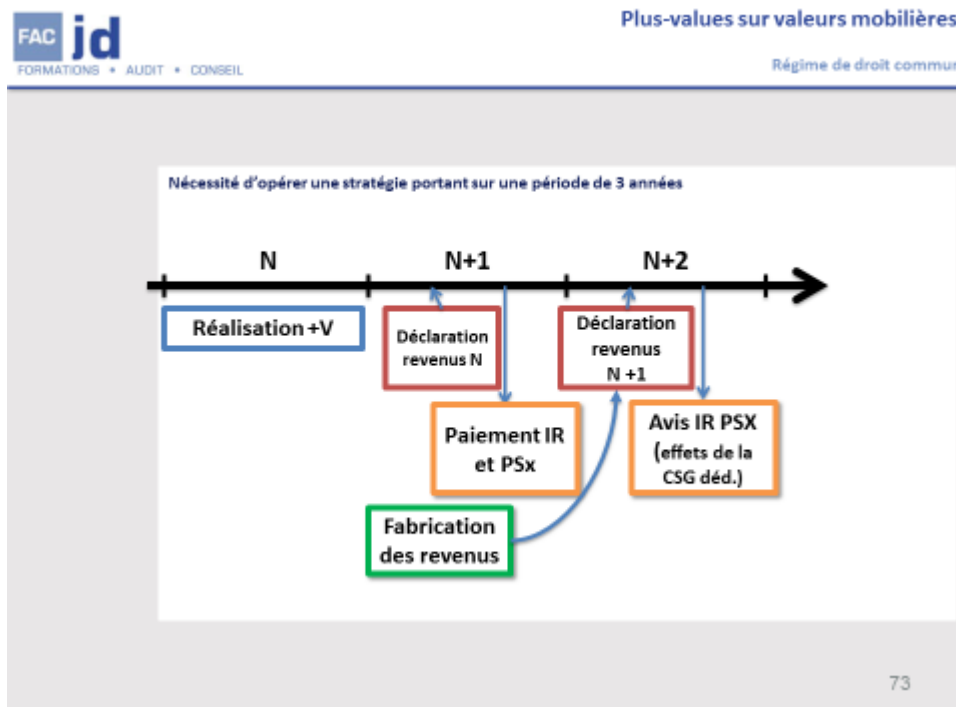 FAC jd
FORMATIONS • AUDIT • CONSEIL
Plus-values sur valeurs mobilières
Régime de droit commun
Nécessité d'opérer une stratégie portant sur une période de 3 années
N
N+1
N+2
Réalisation +V
Déclaration
revenus N
Déclaration
revenus
N +1
Paiement IR
et PSx
Avis IR PSX
(effets de la
CSG déd.)
Fabrication
des revenus
73